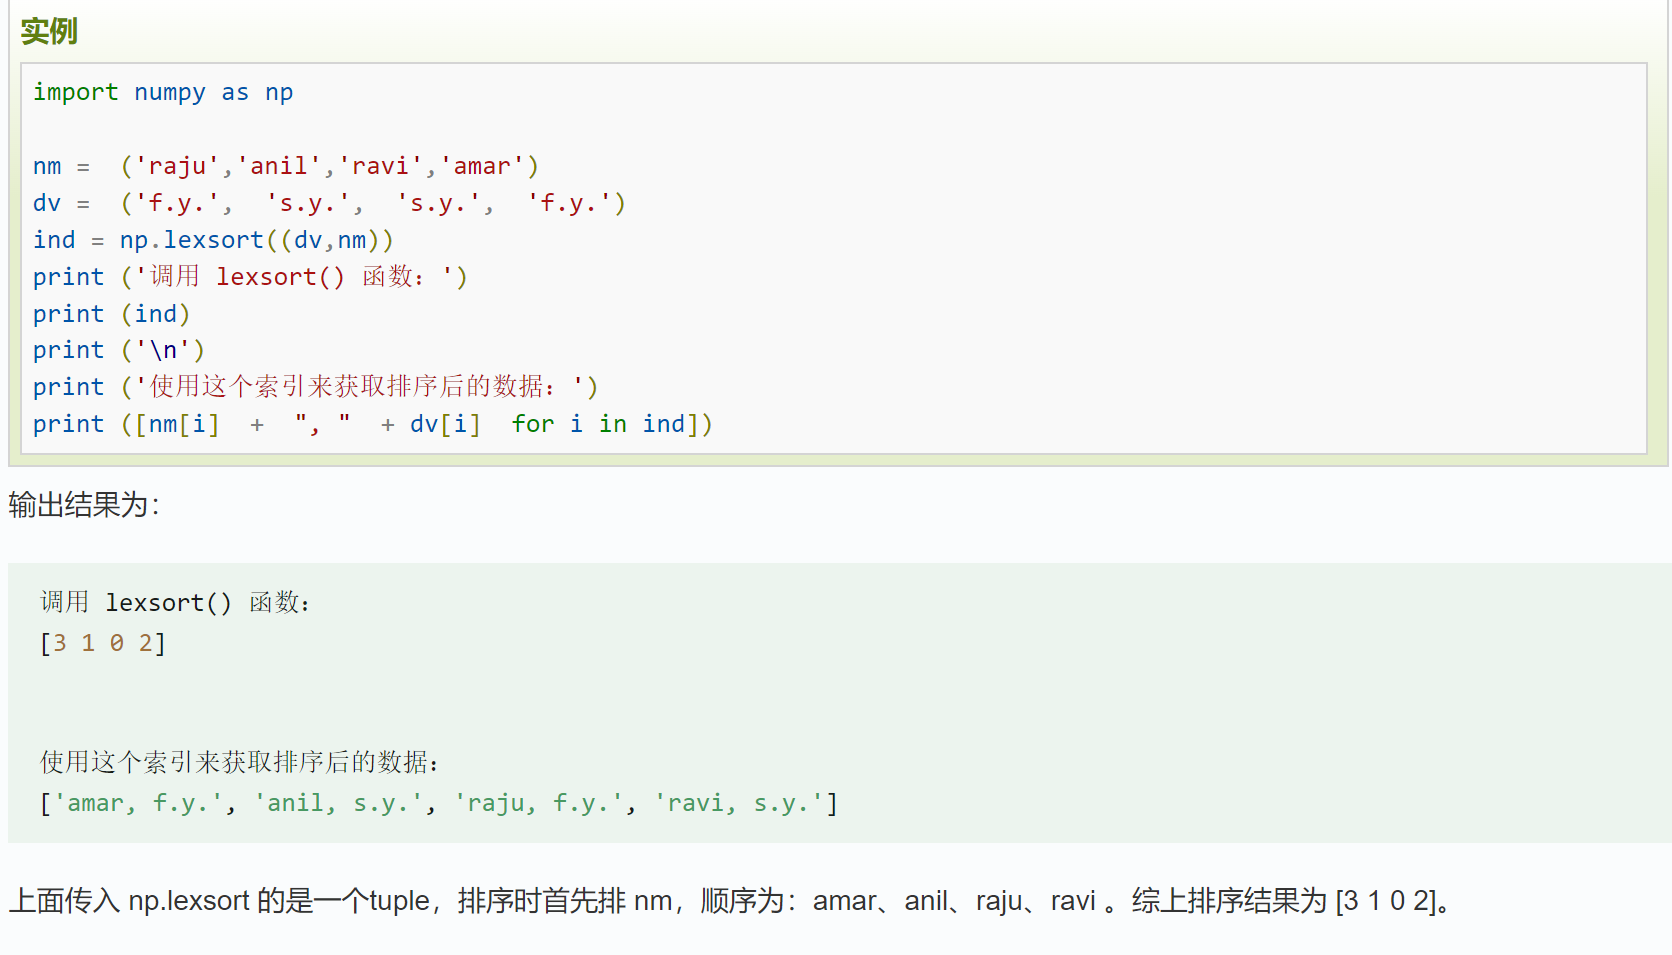 实例
import numpy as np
nm =  ('raju','anil','ravi','amar')
dv =  ('f.y.',  's.y.',  's.y.',  'f.y.')
ind = np.lexsort((dv,nm))
print ('调用 lexsort() 函数：')
print (ind)
print ('\n')
print ('使用这个索引来获取排序后的数据：')
print ([nm[i]  +  ", "  + dv[i]  for i in ind])
输出结果为：
调用 lexsort() 函数：
[3 1 0 2]
使用这个索引来获取排序后的数据：
['amar, f.y.', 'anil, s.y.', 'raju, f.y.', 'ravi, s.y.']
上面传入 np.lexsort 的是一个tuple，排序时首先排 nm，顺序为：amar、anil、raju、ravi 。综上排序结果为 [3 1 0 2]。